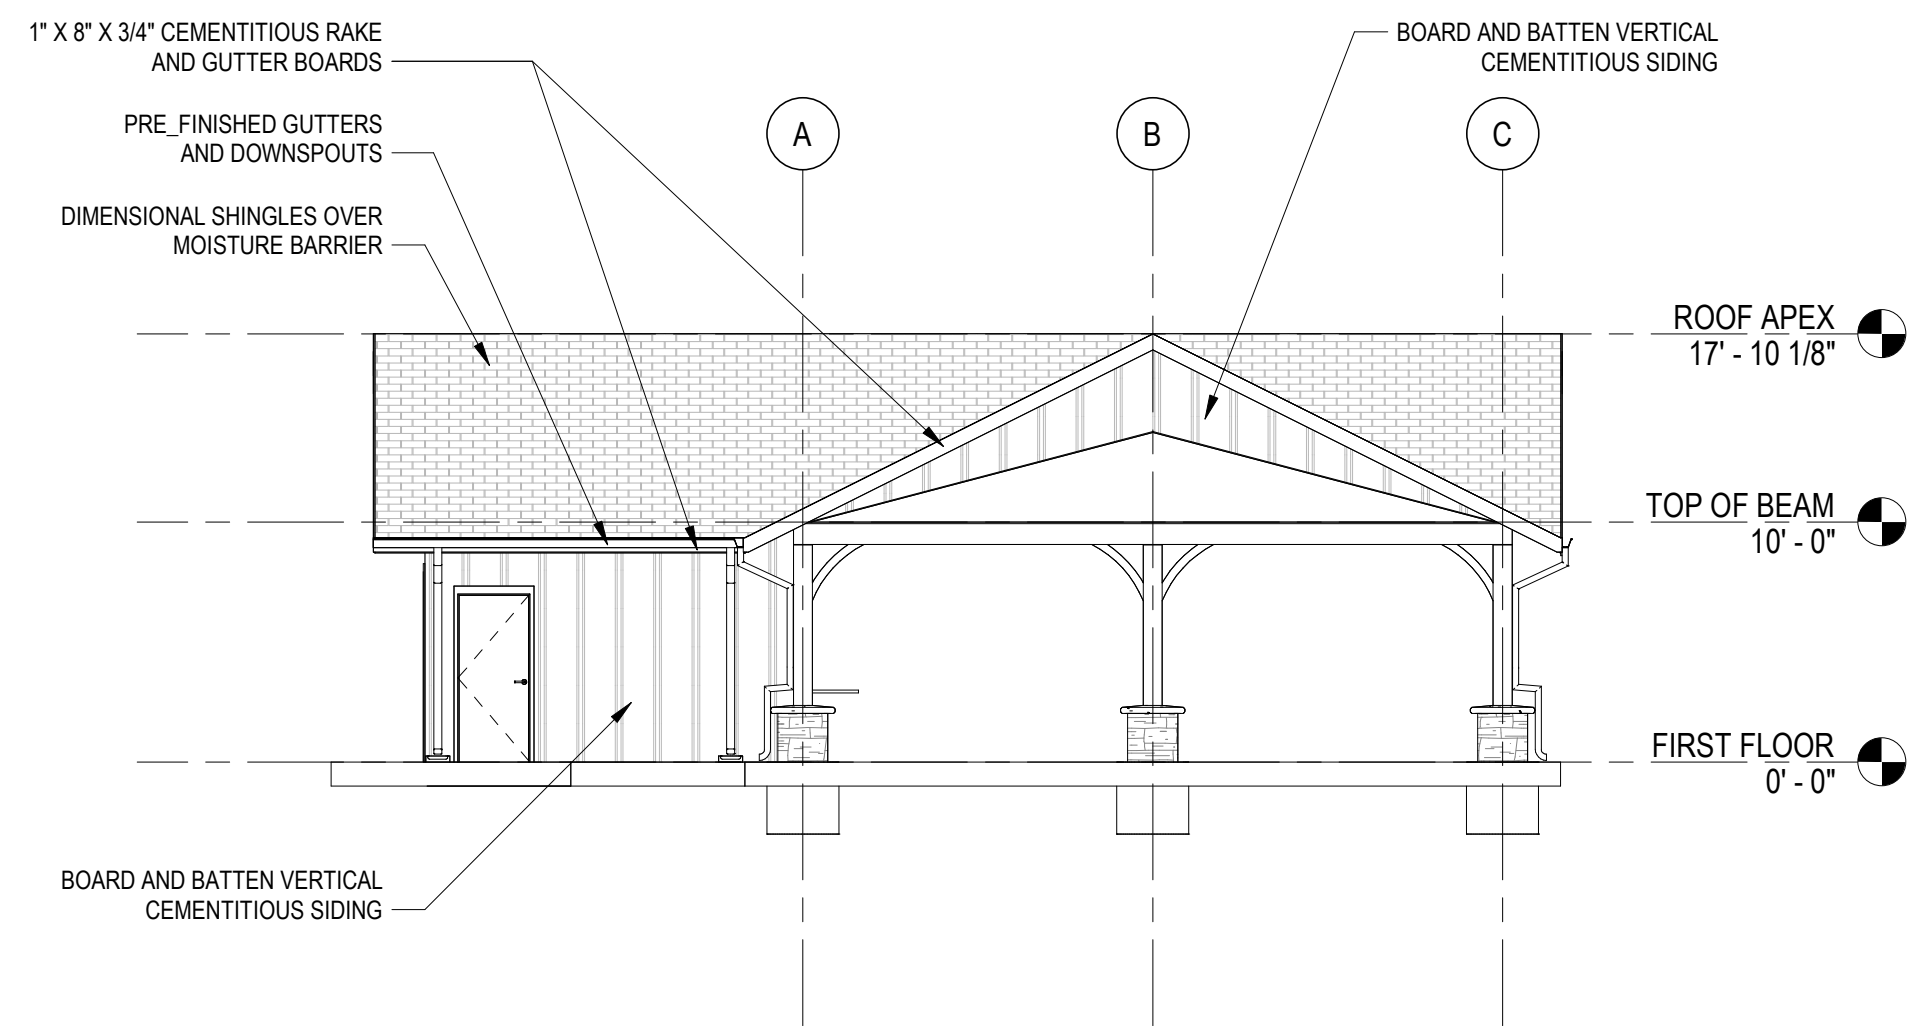 1" X 8" X 3/4" CEMENTITIOUS RAKE
AND GUTTER BOARDS
PRE_FINISHED GUTTERS
AND DOWNSPOUTS
DIMENSIONAL SHINGLES OVER
MOISTURE BARRIER
BOARD AND BATTEN VERTICAL
CEMENTITIOUS SIDING
A
B
C
ROOF APEX
17' - 10 1/8"
TOP OF BEAM
10' - 0"
FIRST FLOOR
0' - 0"
BOARD AND BATTEN VERTICAL
CEMENTITIOUS SIDING